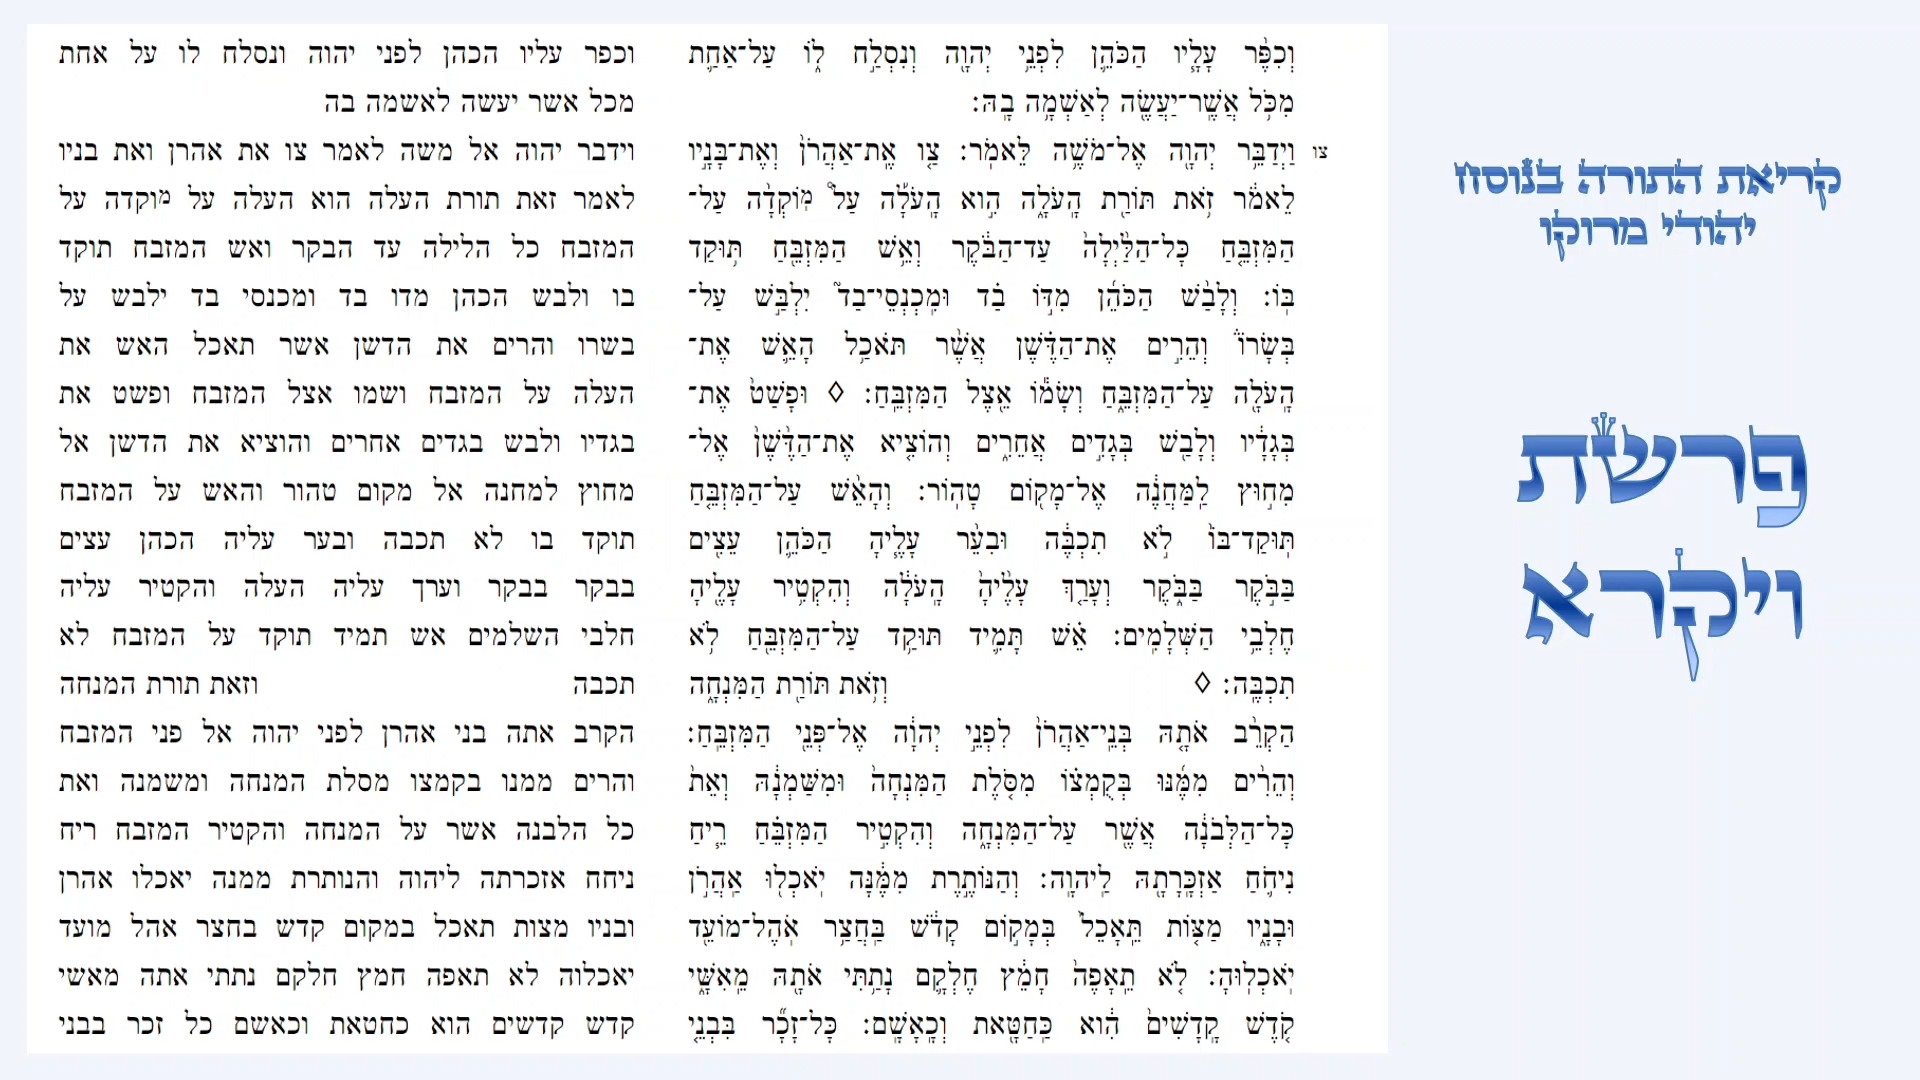 וְכִפֶּ֨ר עָלָ֧יו הַכֹּהֵ֛ן לִפְנֵ֥י יְהוָ֖ה וְנִסְלַ֣ח ל֑וֹ עַל־אַחַ֛ת
מִכֹּ֥ל אֲשֶֽׁר־יַעֲשֶׂ֖ה לְאַשְׁמָ֥ה בָֽהּ׃
צו
וַיְדַבֵּ֥ר יְהוָ֖ה אֶל־מֹשֶׁ֥ה לֵּאמֹֽר׃ צַ֤ו אֶֽת־אַהֲרֹן֙ וְאֶת־בָּנָ֣יו
לֵאמֹ֔ר זֹ֥את תּוֹרַ֖ת הָֽעֹלָ֑ה הִ֣וא הָֽעֹלָ֡ה עַל֩ מֽוֹקְדָ֨ה עַל־
הַמִּזְבֵּ֤חַ כָּל־הַלַּ֙יְלָה֙ עַד־הַבֹּ֔קֶר וְאֵ֥שׁ הַמִּזְבֵּ֖חַ תּ֥וּקַד
בּֽוֹ׃ וְלָבַ֨שׁ הַכֹּהֵ֜ן מִדּ֣וֹ בַ֗ד וּמִֽכְנְסֵי־בַד֮ יִלְבַּ֣שׁ עַל־
בְּשָׂרוֹ֒ וְהֵרִ֣ים אֶת־הַדֶּ֗שֶׁן אֲשֶׁ֨ר תֹּאכַ֥ל הָאֵ֛שׁ אֶת־
הָֽעֹלָ֖ה עַל־הַמִּזְבֵּ֑חַ וְשָׂמ֕וֹ אֵ֖צֶל הַמִּזְבֵּֽחַ׃ ◊ וּפָשַׁט֙ אֶת־
בְּגָדָ֔יו וְלָבַ֖שׁ בְּגָדִ֣ים אֲחֵרִ֑ים וְהוֹצִ֤יא אֶת־הַדֶּ֙שֶׁן֙ אֶל־
מִח֣וּץ לַֽמַּחֲנֶ֔ה אֶל־מָק֖וֹם טָהֽוֹר׃ וְהָאֵ֨שׁ עַל־הַמִּזְבֵּ֤חַ
תּֽוּקַד־בּוֹ֙ לֹ֣א תִכְבֶּ֔ה וּבִעֵ֨ר עָלֶ֧יהָ הַכֹּהֵ֛ן עֵצִ֖ים
בַּבֹּ֣קֶר בַּבֹּ֑קֶר וְעָרַ֤ךְ עָלֶ֙יהָ֙ הָֽעֹלָ֔ה וְהִקְטִ֥יר עָלֶ֖יהָ
חֶלְבֵ֥י הַשְּׁלָמִֽים׃ אֵ֗שׁ תָּמִ֛יד תּוּקַ֥ד עַל־הַמִּזְבֵּ֖חַ לֹ֥א
תִכְבֶּֽה׃ ◊ וְזֹ֥את תּוֹרַ֖ת הַמִּנְחָ֑ה
הַקְרֵ֨ב אֹתָ֤הּ בְּנֵֽי־אַהֲרֹן֙ לִפְנֵ֣י יְהוָ֔ה אֶל־פְּנֵ֖י הַמִּזְבֵּֽחַ׃
וְהֵרִ֨ים מִמֶּ֜נּוּ בְּקֻמְצ֗וֹ מִסֹּ֤לֶת הַמִּנְחָה֙ וּמִשַּׁמְנָ֔הּ וְאֵת֙
כָּל־הַלְּבֹנָ֔ה אֲשֶׁ֖ר עַל־הַמִּנְחָ֑ה וְהִקְטִ֣יר הַמִּזְבֵּ֗חַ רֵ֧יחַ
נִיחֹ֛חַ אַזְכָּרָתָ֖הּ לַֽיהוָֽה׃ וְהַנּוֹתֶ֣רֶת מִמֶּ֔נָּה יֹֽאכְל֖וּ אַהֲרֹ֣ן
וּבָנָ֑יו מַצּ֤וֹת תֵּֽאָכֵל֙ בְּמָק֣וֹם קָדֹ֔שׁ בַּֽחֲצַ֥ר אֹֽהֶל־מוֹעֵ֖ד
יֹֽאכְלֽוּהָ׃ לֹ֤א תֵֽאָפֶה֙ חָמֵ֔ץ חֶלְקָ֛ם נָתַ֥תִּי אֹתָ֖הּ מֵֽאִשָּׁ֑י
קֹ֤דֶשׁ קָֽדָשִׁים֙ הִ֔וא כַּֽחַטָּ֖את וְכָֽאָשָֽׁם׃ כָּל־זָכָ֞ר בִּבְנֵ֤י
וכפר עליו הכהן לפני יהוה ונסלח לו על אחת
מכל אשר יעשה לאשמה בה
וידבר יהוה אל משה לאמר צו את אהרן ואת בניו
לאמר זאת תורת העלה הוא העלה על מוקדה על
המזבח כל הלילה עד הבקר ואש המזבח תוקד
בו ולבש הכהן מדו בד ומכנסי בד ילבש על
בשרו והרים את הדשן אשר תאכל האש את
העלה על המזבח ושמו אצל המזבח ופשט את
בגדיו ולבש בגדים אחרים והוציא את הדשן אל
מחוץ למחנה אל מקום טהור והאש על המזבח
תוקד בו לא תכבה ובער עליה הכהן עצים
בבקר בבקר וערך עליה העלה והקטיר עליה
חלבי השלמים אש תמיד תוקד על המזבח לא
תכבה וזאת תורת המנחה
הקרב אתה בני אהרן לפני יהוה אל פני המזבח
והרים ממנו בקמצו מסלת המנחה ומשמנה ואת
כל הלבנה אשר על המנחה והקטיר המזבח ריח
ניחח אזכרתה ליהוה והנותרת ממנה יאכלו אהרן
ובניו מצות תאכל במקום קדש בחצר אהל מועד
יאכלוה לא תאפה חמץ חלקם נתתי אתה מאשי
קדש קדשים הוא כחטאת וכאשם כל זכר בבני
קריאת התורה בנוסח
יהודי מרוקו
פרשת
ויקרא